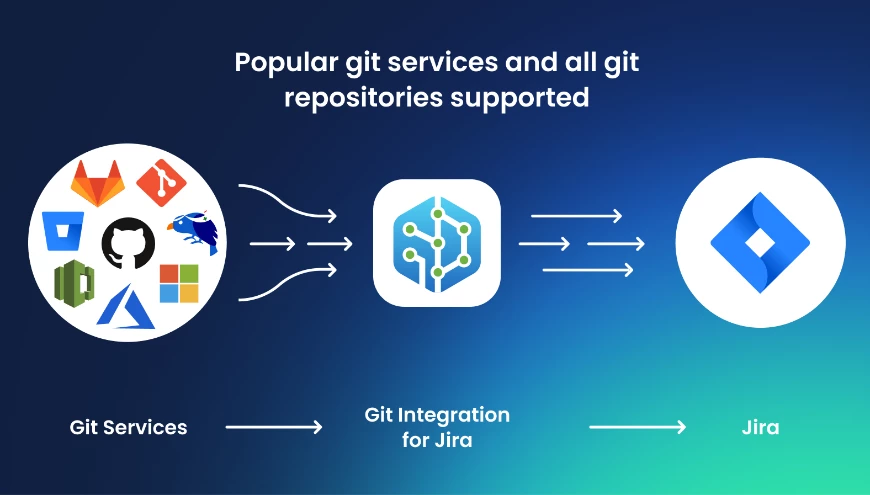 Popular git services and all git
repositories supported
Git Services
Git Integration
for Jira
Jira